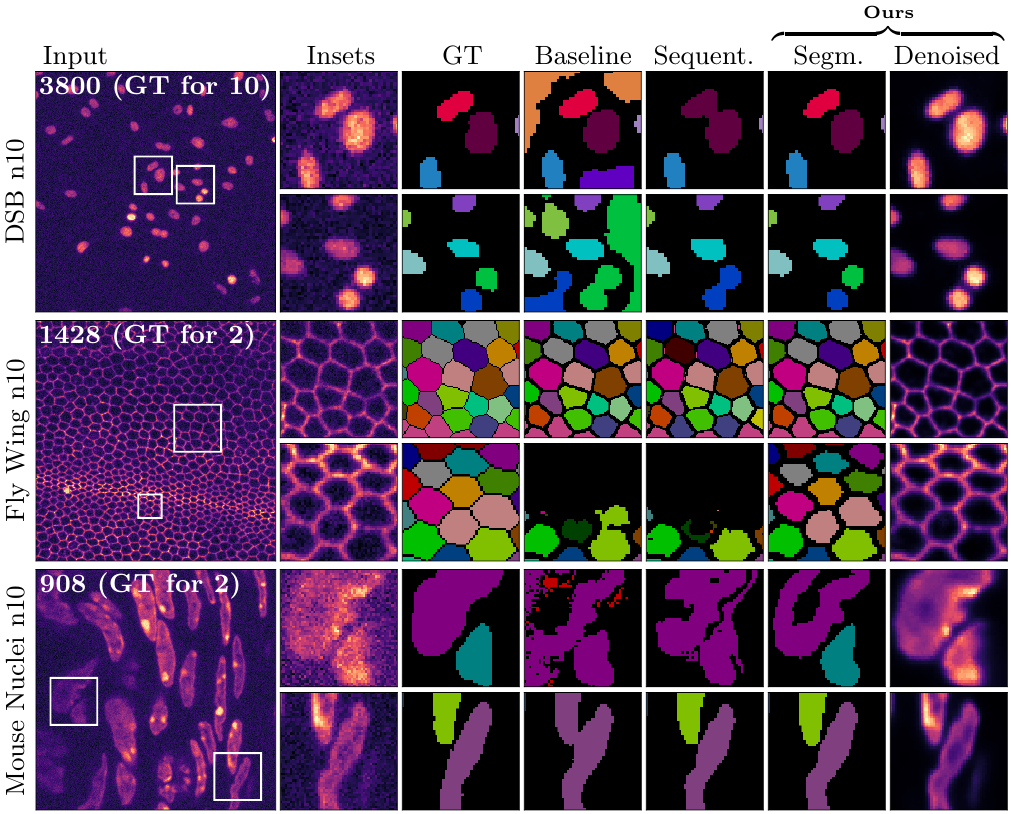 Ours
Input Insets GT Baseline Sequent. Segm. Denoised
DSB n10
3800 (GT for 10)
Fly Wing n10
1428 (GT for 2)
Mouse Nuclei n10
908 (GT for 2)